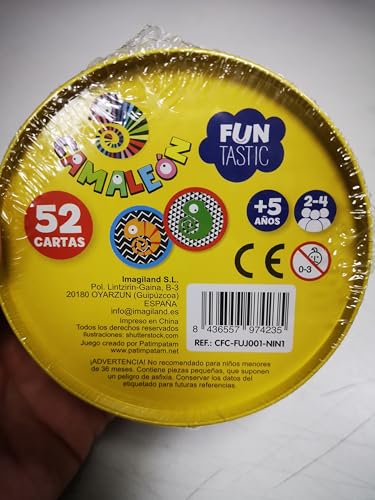 CAMALEÓN
FUN
TASTIC
52
CARTAS
+5
AÑOS
2-4
0-3
Imagiland S.L.
Pol. Lintzirin-Gaina, B-3
20180 OYARZUN (Guipúzcoa)
ESPAÑA
info@imagiland.es
Impreso en China
Todos los derechos reservados
Ilustraciones: shutterstock.com
Juego creado por Patimpatam
www.patimpatam.net
8 436557 974235
REF.: CFC-FUJ001-NIN1
CE
¡ADVERTENCIA! No recomendado para niños menores
de 36 meses. Contiene piezas pequeñas, que suponen
un peligro de asfixia. Conservar los datos del
etiquetado para futuras referencias.